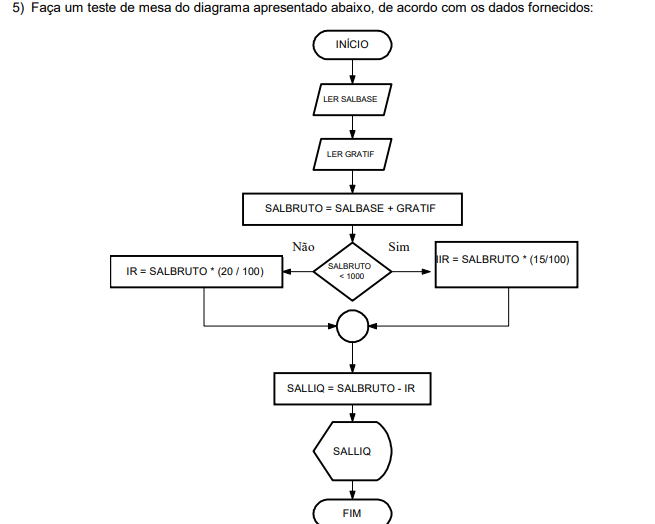 5) Faça um teste de mesa do diagrama apresentado abaixo, de acordo com os dados fornecidos:
INÍCIO
LER SALBASE
LER GRATIF
SALBRUTO = SALBASE + GRATIF
Não
Sim
IR = SALBRUTO * (20 / 100)
SALBRUTO
< 1000
IIR = SALBRUTO * (15/100)
SALLIQ = SALBRUTO - IR
SALLIQ
FIM